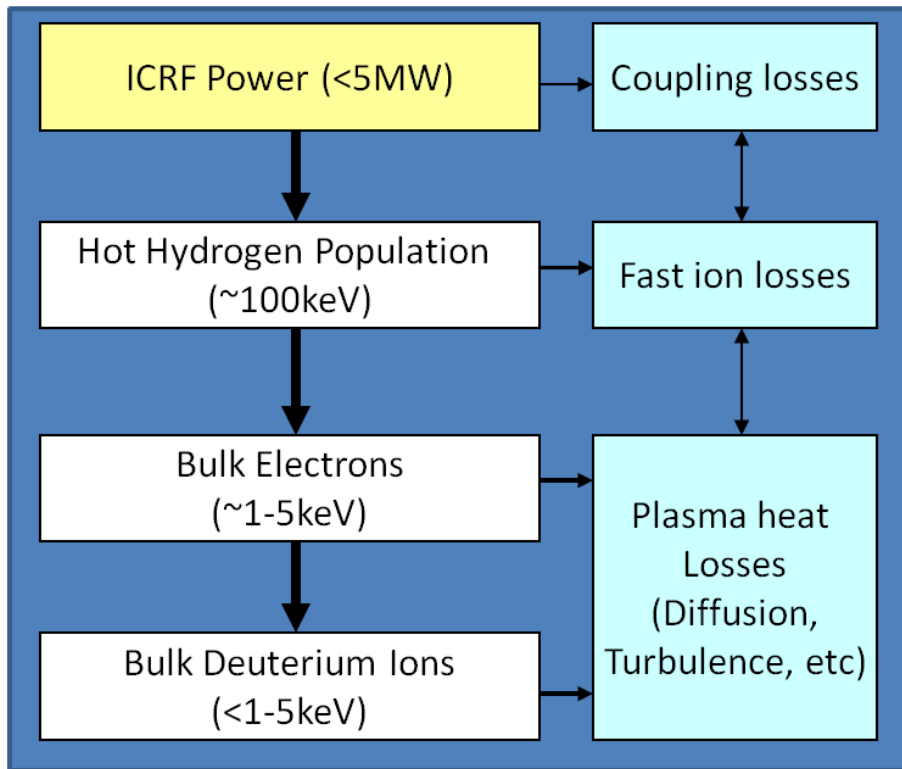 ICRF Power (<5MW)
Coupling losses
Hot Hydrogen Population
(~100keV)
Fast ion losses
Bulk Electrons
(~1-5keV)
Plasma heat
Losses
(Diffusion,
Turbulence, etc)
Bulk Deuterium Ions
(<1-5keV)